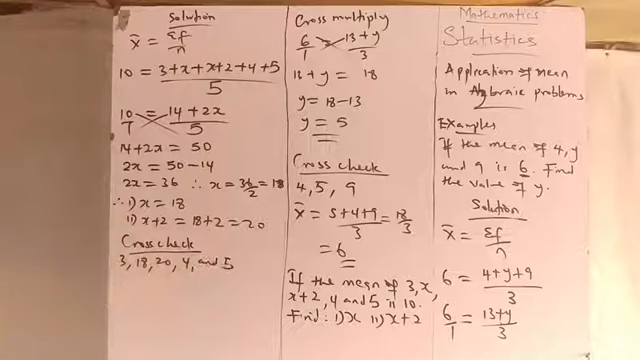 Mathematics
Statistics
Application of mean
in Algebraic problems
Examples
If the mean of 4, y
and 9 is 6. Find
the value of y.
Solution
x̄ = Σf/n
6 = (4+y+9)/3
6/1 = (13+y)/3
Cross multiply
6/1 = (13+y)/3
13+y = 18
y = 18-13
y = 5
Cross check
4, 5, 9
x̄ = (5+4+9)/3 = 18/3
= 6
If the mean of 3, x,
x+2, 4 and 5 is 10.
Find: i) x ii) x+2
Solution
x̄ = Σf/n
10 = (3+x+x+2+4+5)/5
10/1 = (14+2x)/5
14+2x = 50
2x = 50-14
2x = 36 ∴ x = 36/2 = 18
∴ i) x = 18
ii) x+2 = 18+2 = 20
Cross check
3, 18, 20, 4, and 5